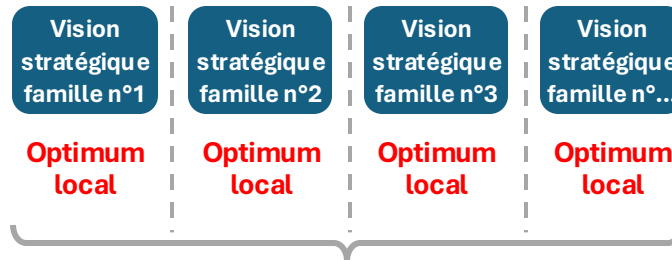 Vision
stratégique
famille n°1
Vision
stratégique
famille n°2
Vision
stratégique
famille n°3
Vision
stratégique
famille n°...
Optimum
local
Optimum
local
Optimum
local
Optimum
local